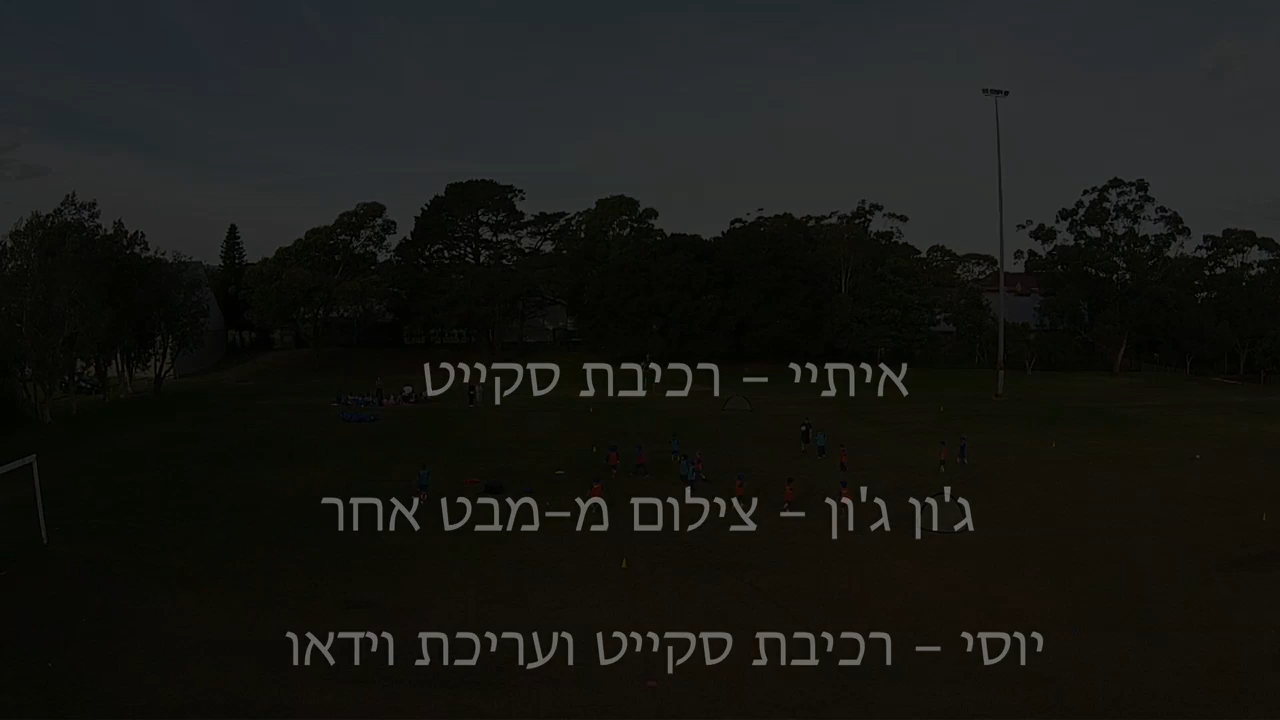 איתיי – רכיבת סקייט
ג'ון ג'ון – צילום מ–מבט אחר
יוסי – רכיבת סקייט ועריכת וידאו